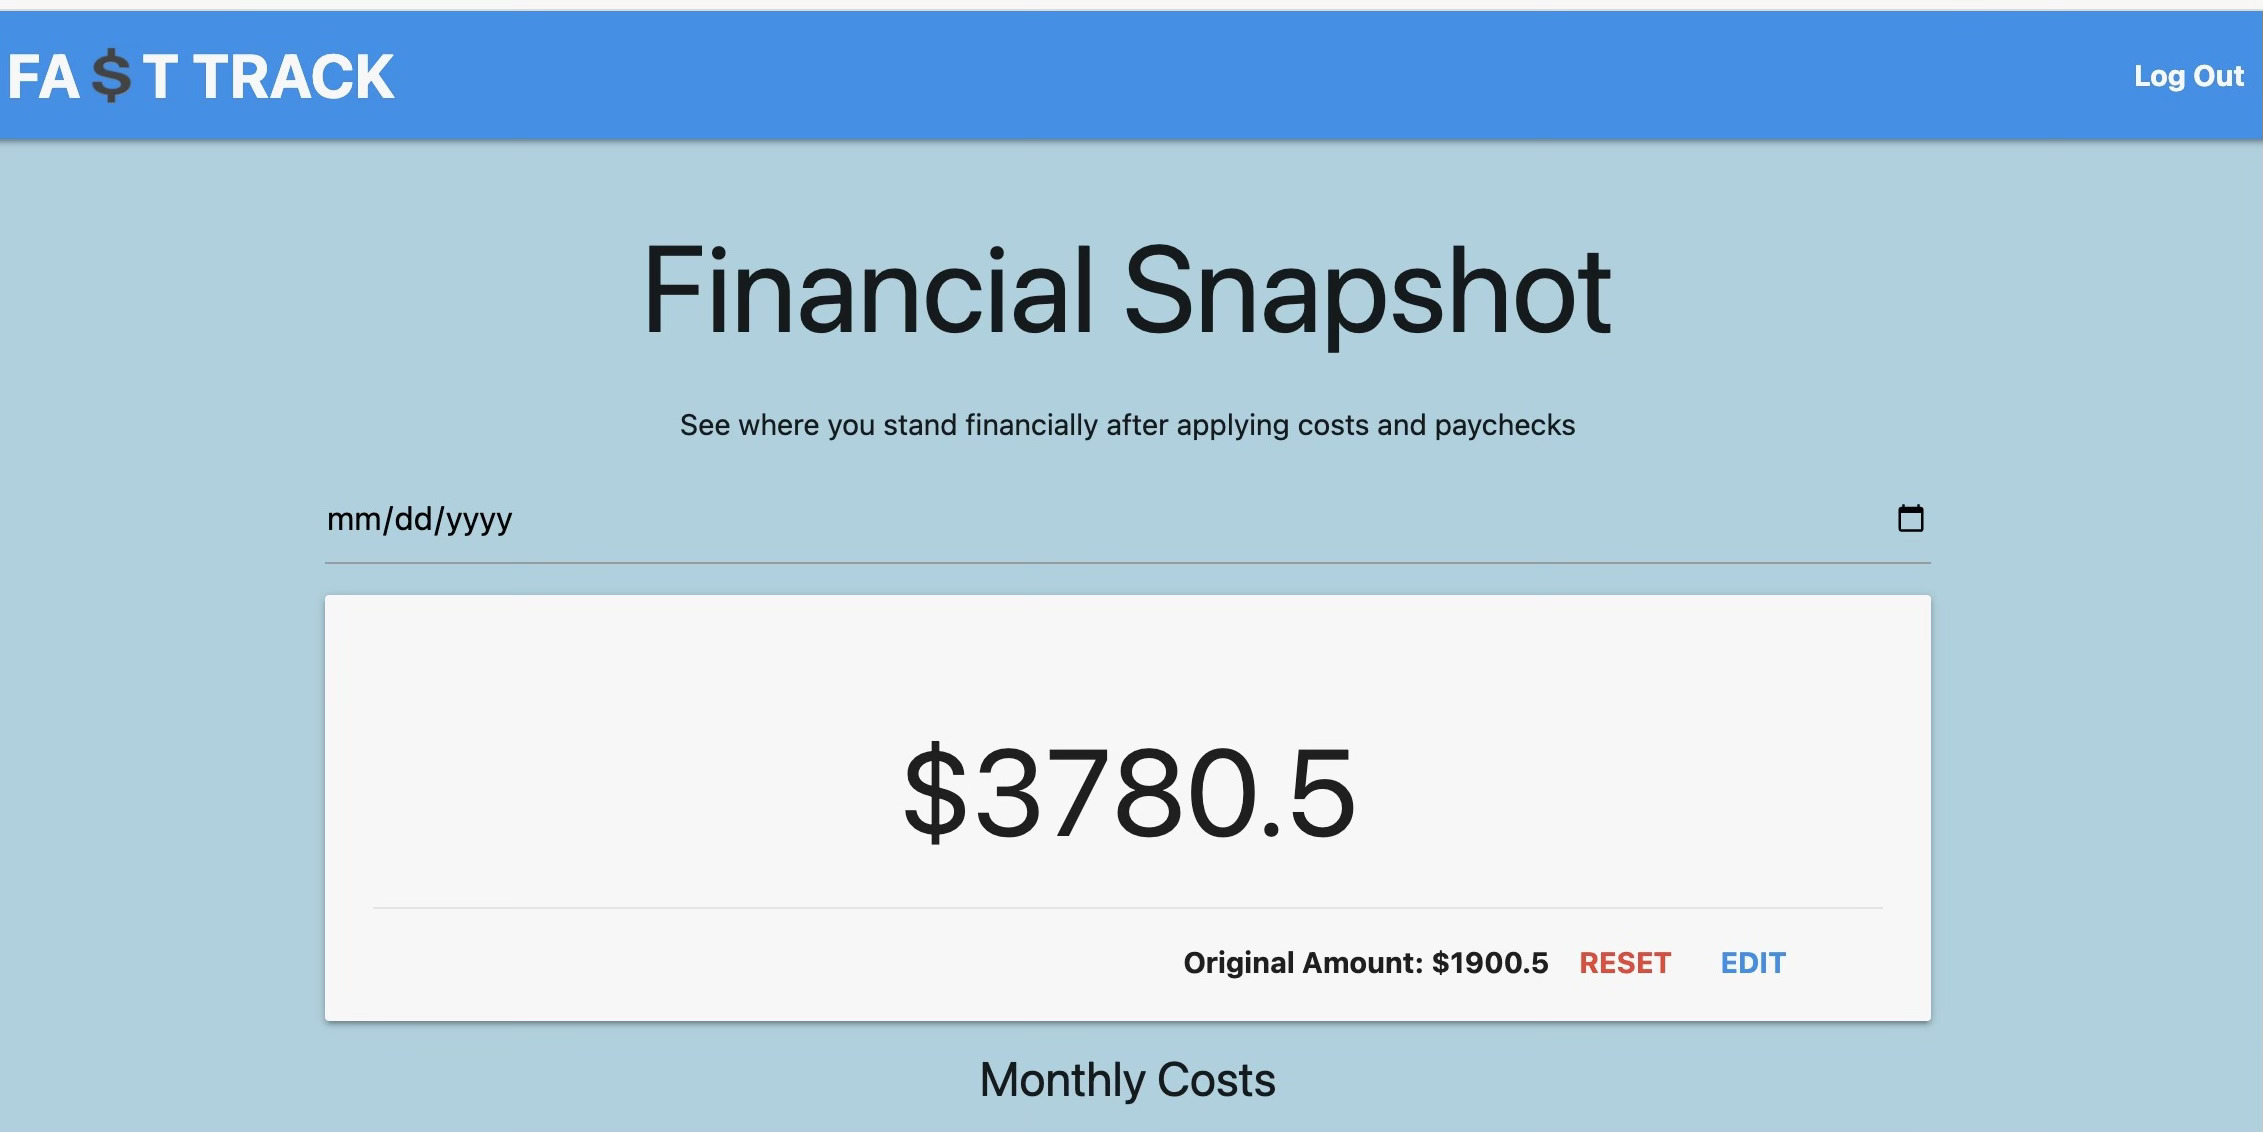 FA$T TRACK
Log Out
Financial Snapshot
See where you stand financially after applying costs and paychecks
mm/dd/yyyy
$3780.5
Original Amount: $1900.5 RESET EDIT
Monthly Costs